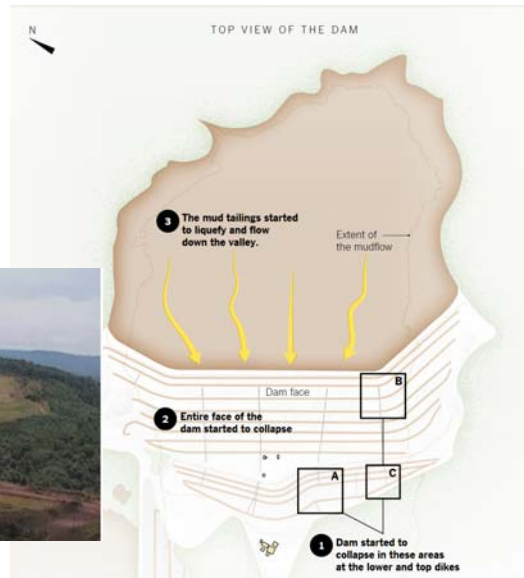 N
TOP VIEW OF THE DAM
3 The mud tailings started
to liquefy and flow
down the valley.
Extent of
the mudflow
Dam face
B
2 Entire face of the
dam started to collapse
A
C
1 Dam started to
collapse in these areas
at the lower and top dikes